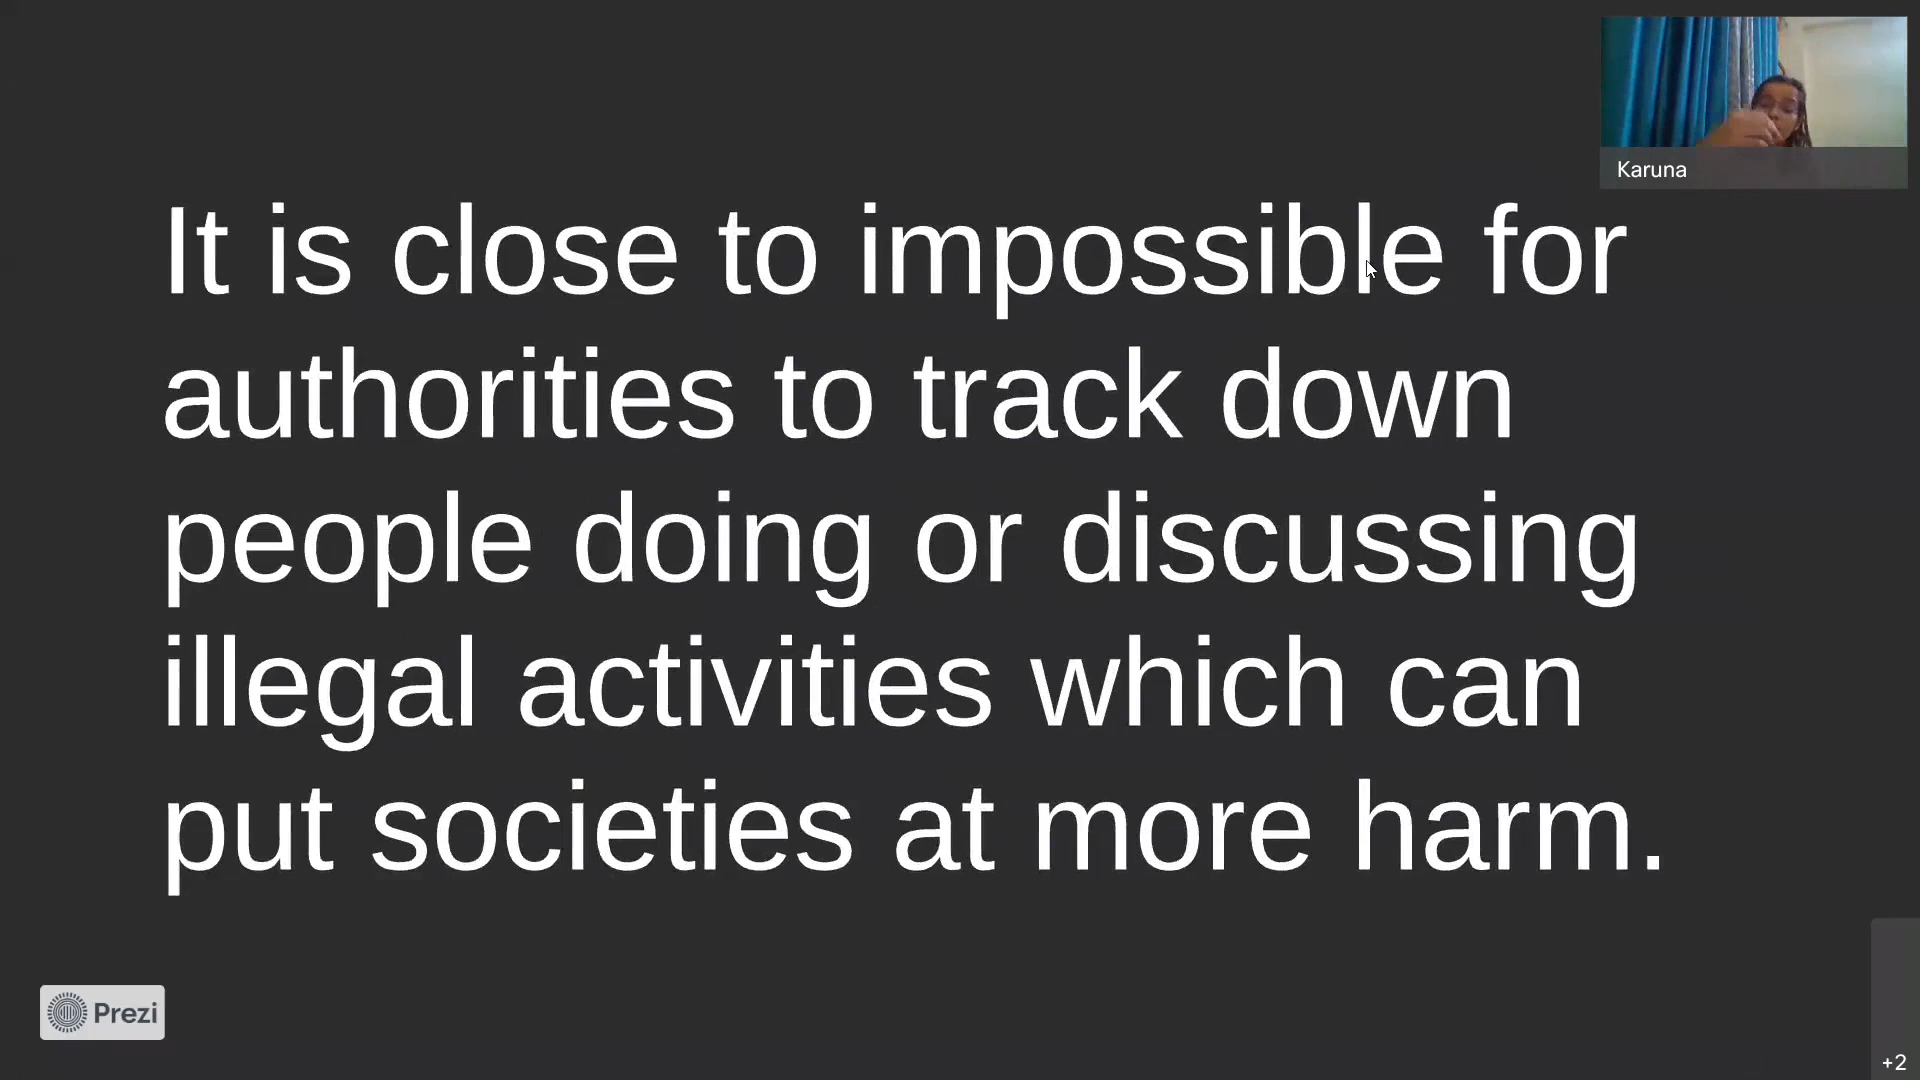 Karuna
It is close to impossible for
authorities to track down
people doing or discussing
illegal activities which can
put societies at more harm.
Prezi
+2